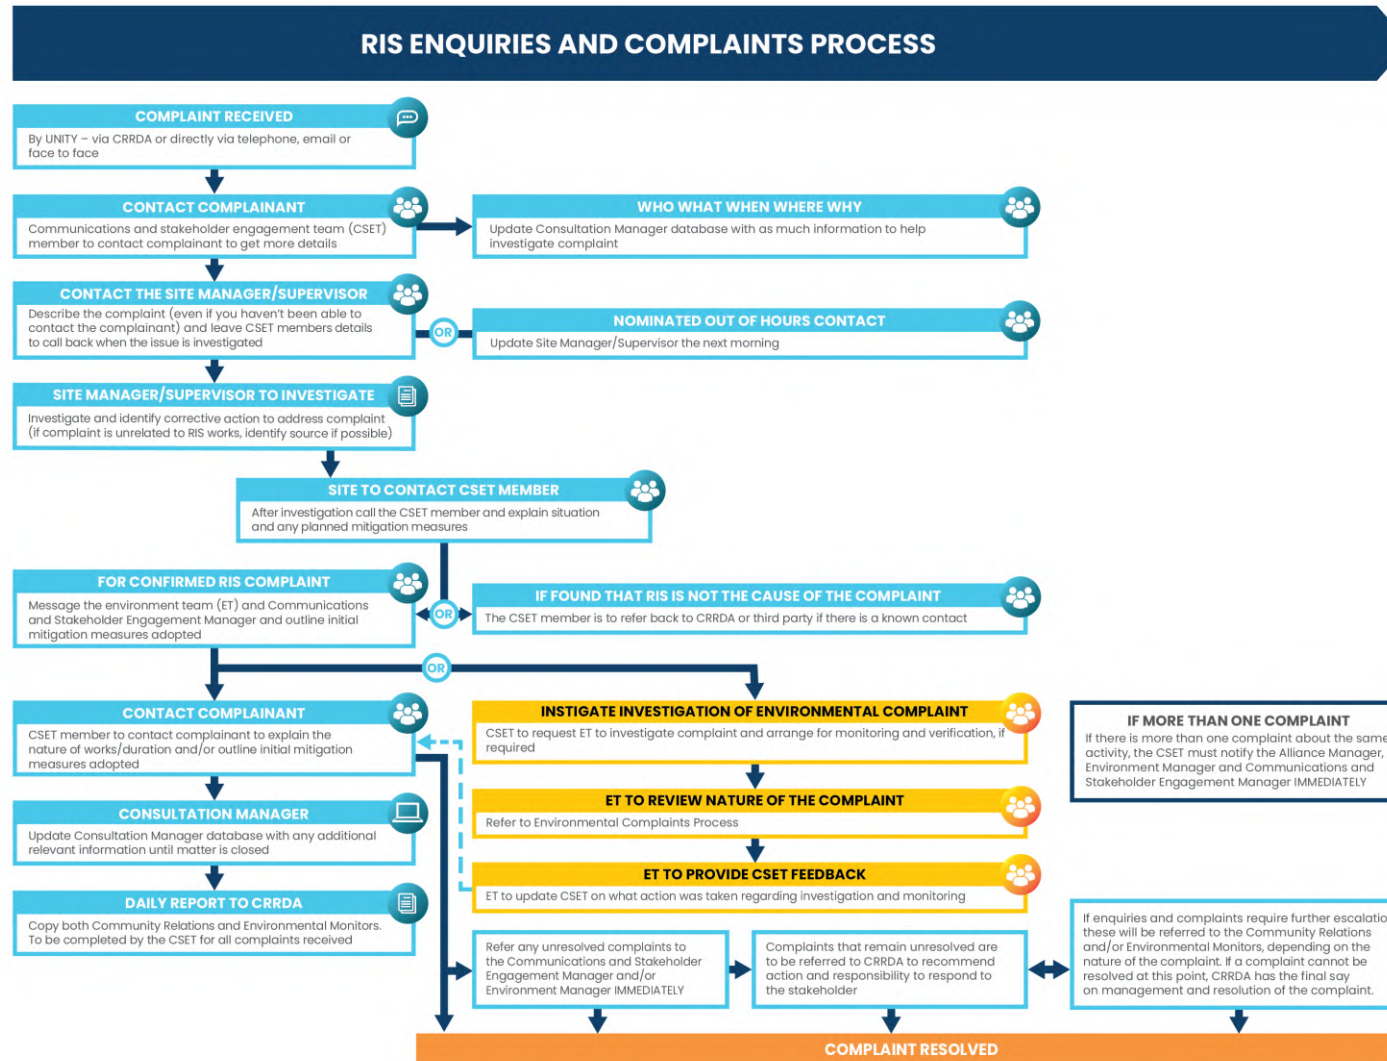 RIS ENQUIRIES AND COMPLAINTS PROCESS
COMPLAINT RECEIVED
By UNITY – via CRRDA or directly via telephone, email or
face to face
CONTACT COMPLAINANT
Communications and stakeholder engagement team (CSET)
member to contact complainant to get more details
WHO WHAT WHEN WHERE WHY
Update Consultation Manager database with as much information to help
investigate complaint
CONTACT THE SITE MANAGER/SUPERVISOR
Describe the complaint (even if you haven't been able to
contact the complainant) and leave CSET members details
to call back when the issue is investigated
OR
NOMINATED OUT OF HOURS CONTACT
Update Site Manager/Supervisor the next morning
SITE MANAGER/SUPERVISOR TO INVESTIGATE
Investigate and identify corrective action to address complaint
(if complaint is unrelated to RIS works, identify source if possible)
SITE TO CONTACT CSET MEMBER
After investigation call the CSET member and explain situation
and any planned mitigation measures
FOR CONFIRMED RIS COMPLAINT
Message the environment team (ET) and Communications
and Stakeholder Engagement Manager and outline initial
mitigation measures adopted
OR
IF FOUND THAT RIS IS NOT THE CAUSE OF THE COMPLAINT
The CSET member is to refer back to CRRDA or third party if there is a known contact
OR
CONTACT COMPLAINANT
CSET member to contact complainant to explain the
nature of works/duration and/or outline initial mitigation
measures adopted
INSTIGATE INVESTIGATION OF ENVIRONMENTAL COMPLAINT
CSET to request ET to investigate complaint and arrange for monitoring and verification, if
required
IF MORE THAN ONE COMPLAINT
If there is more than one complaint about the same
activity, the CSET must notify the Alliance Manager,
Environment Manager and Communications and
Stakeholder Engagement Manager IMMEDIATELY
CONSULTATION MANAGER
Update Consultation Manager database with any additional
relevant information until matter is closed
ET TO REVIEW NATURE OF THE COMPLAINT
Refer to Environmental Complaints Process
ET TO PROVIDE CSET FEEDBACK
ET to update CSET on what action was taken regarding investigation and monitoring
DAILY REPORT TO CRRDA
Copy both Community Relations and Environmental Monitors.
To be completed by the CSET for all complaints received
Refer any unresolved complaints to
the Communications and Stakeholder
Engagement Manager and/or
Environment Manager IMMEDIATELY
Complaints that remain unresolved are
to be referred to CRRDA to recommend
action and responsibility to respond to
the stakeholder
If enquiries and complaints require further escalatio
these will be referred to the Community Relations
and/or Environmental Monitors, depending on the
nature of the complaint. If a complaint cannot be
resolved at this point, CRRDA has the final say
on management and resolution of the complaint.
COMPLAINT RESOLVED